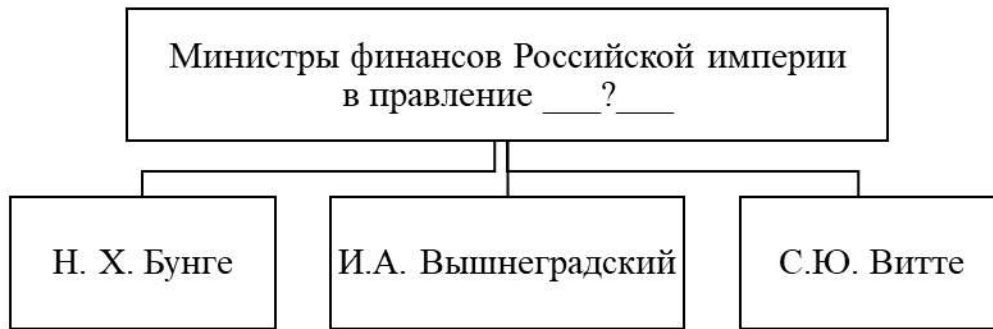 Министры финансов Российской империи
в правление ___?___
Н. Х. Бунге
И.А. Вышнеградский
С.Ю. Витте